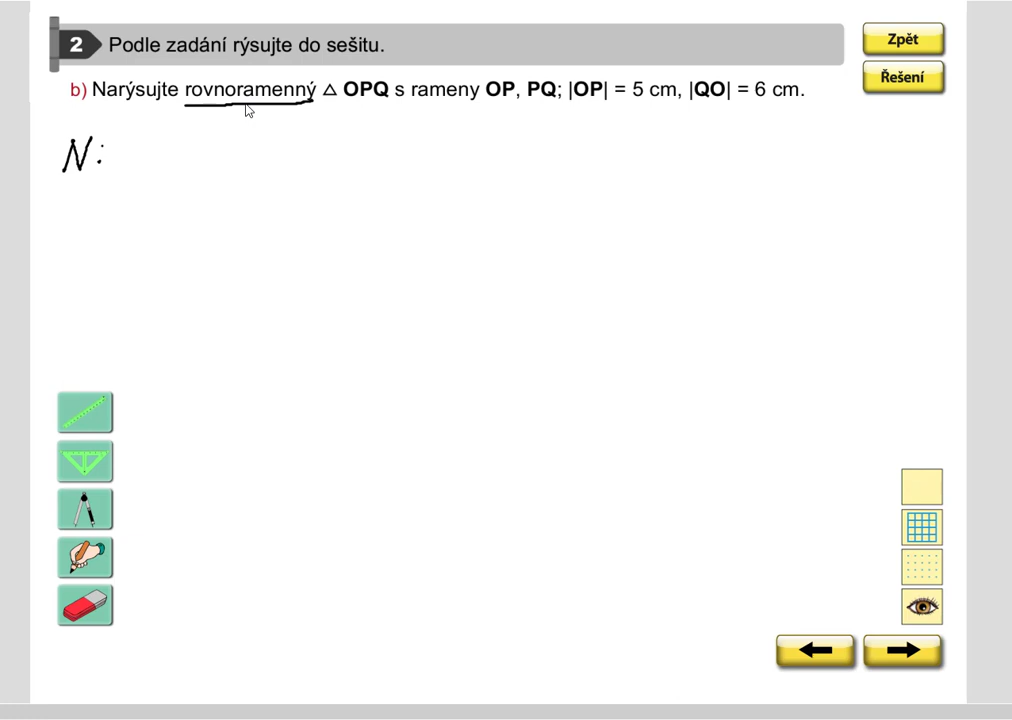 2 Podle zadání rýsujte do sešitu.
Zpět
Řešení
b) Narýsujte rovnoramenný △ OPQ s rameny OP, PQ; |OP| = 5 cm, |QO| = 6 cm.
N: